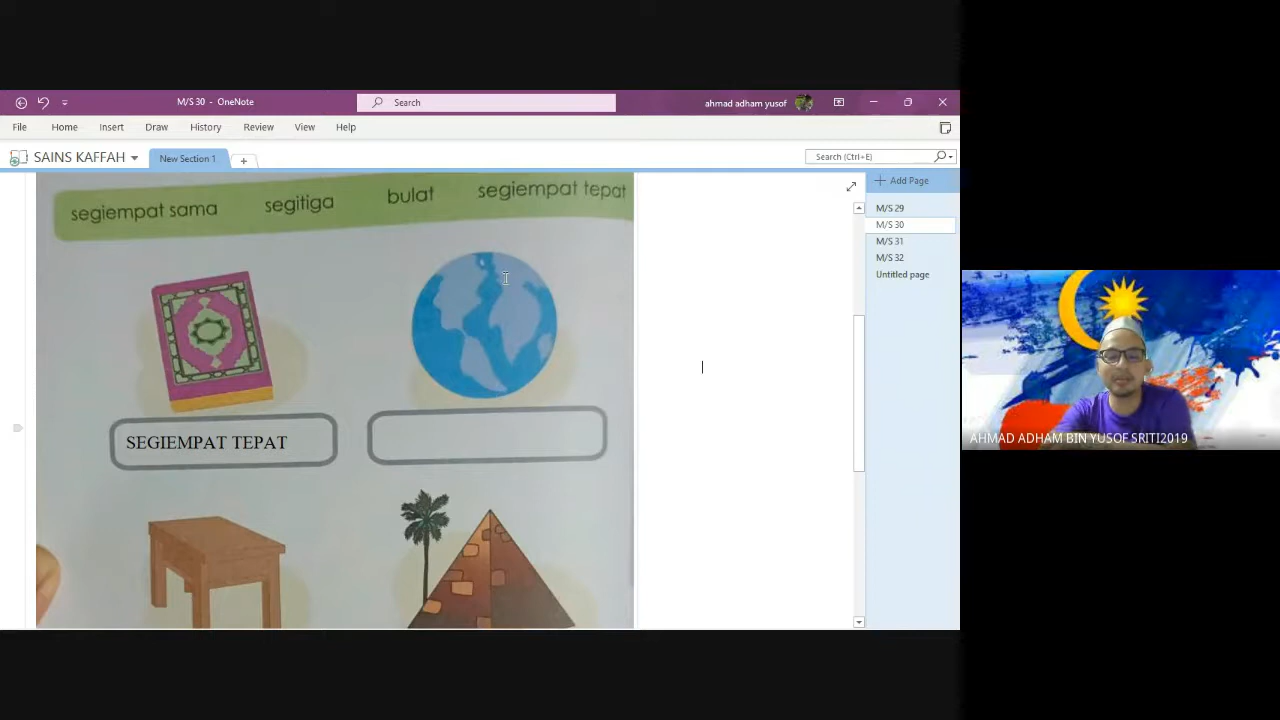 M/S 30 - OneNote
Search
ahmad adham yusof
File Home Insert Draw History Review View Help
SAINS KAFFAH
New Section 1
Search (Ctrl+E)
Add Page
M/S 29
M/S 30
M/S 31
M/S 32
Untitled page
segiempat sama segitiga bulat segiempat tepat
SEGIEMPAT TEPAT
AHMAD ADHAM BIN YUSOF SRITI2019